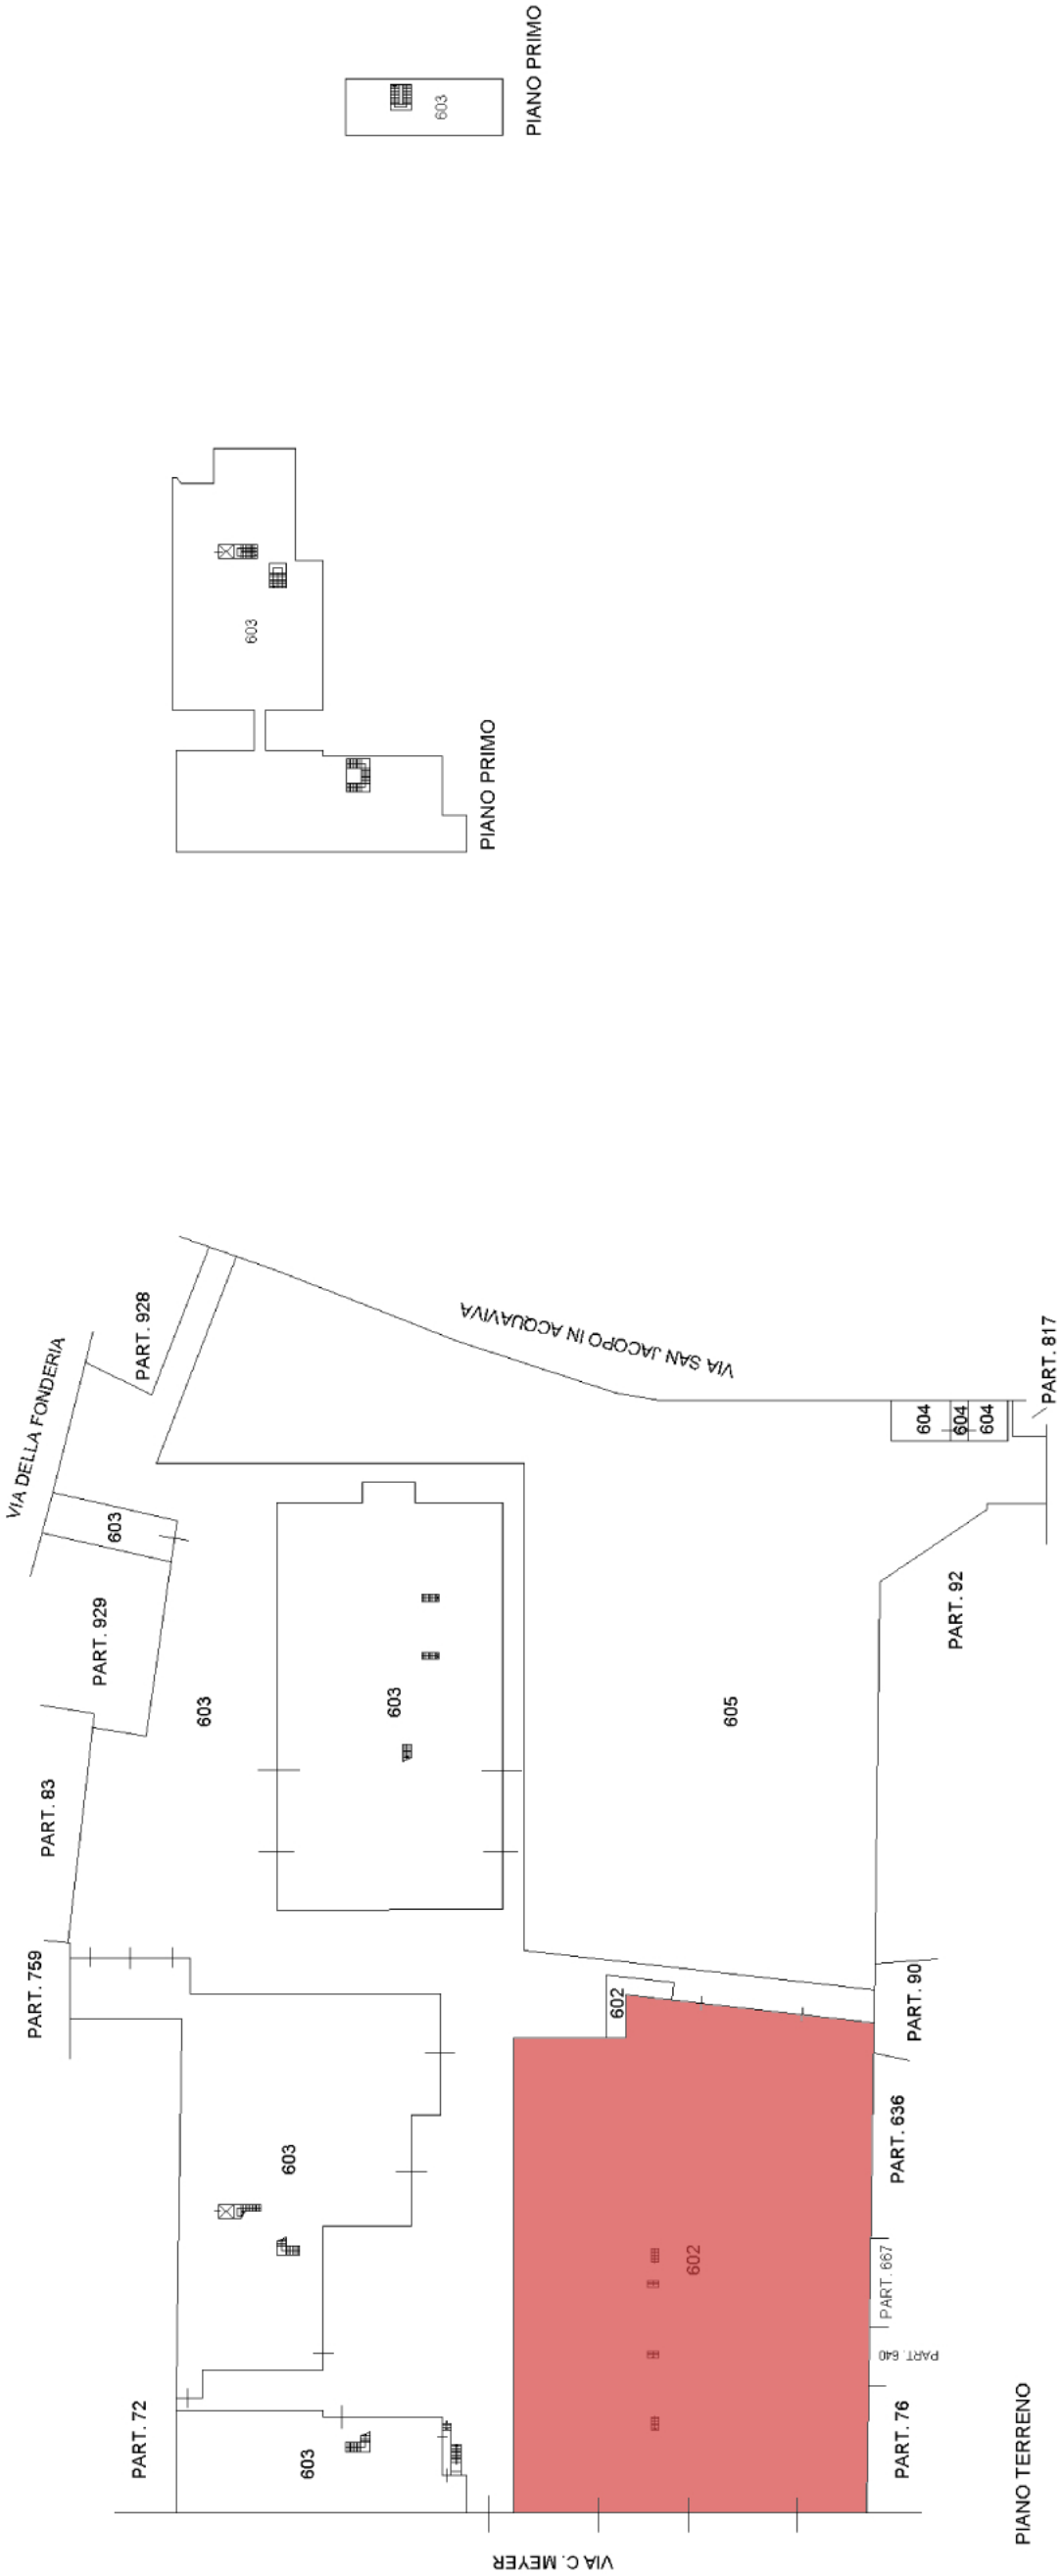 PIANO PRIMO
603
603
PIANO PRIMO
VIA DELLA FONDERIA
PART. 928
VIA SAN JACOPO IN ACQUAVIVA
PART. 817
604
604
604
603
PART. 929
PART. 92
603
603
605
PART. 83
PART. 759
602
PART. 90
603
PART. 636
602
PART. 667
PART. 640
PART. 72
603
PART. 76
PIANO TERRENO
VIA C. MEYER